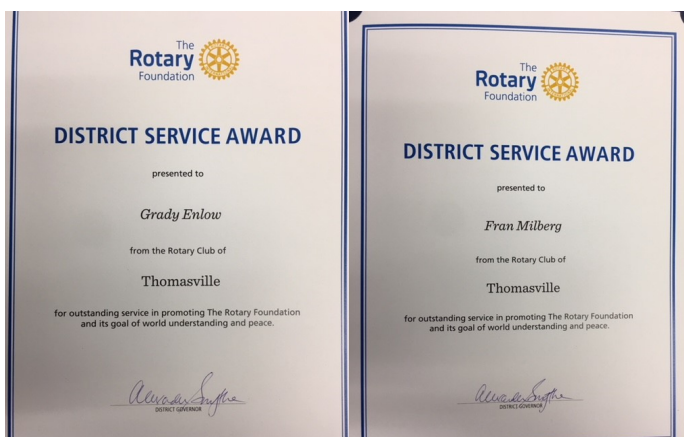 The
Rotary
Foundation
DISTRICT SERVICE AWARD
presented to
Grady Enlow
from the Rotary Club of
Thomasville
for outstanding service in promoting The Rotary Foundation
and its goal of world understanding and peace.
DISTRICT GOVERNOR
The
Rotary
Foundation
DISTRICT SERVICE AWARD
presented to
Fran Milberg
from the Rotary Club of
Thomasville
for outstanding service in promoting The Rotary Foundation
and its goal of world understanding and peace.
DISTRICT GOVERNOR